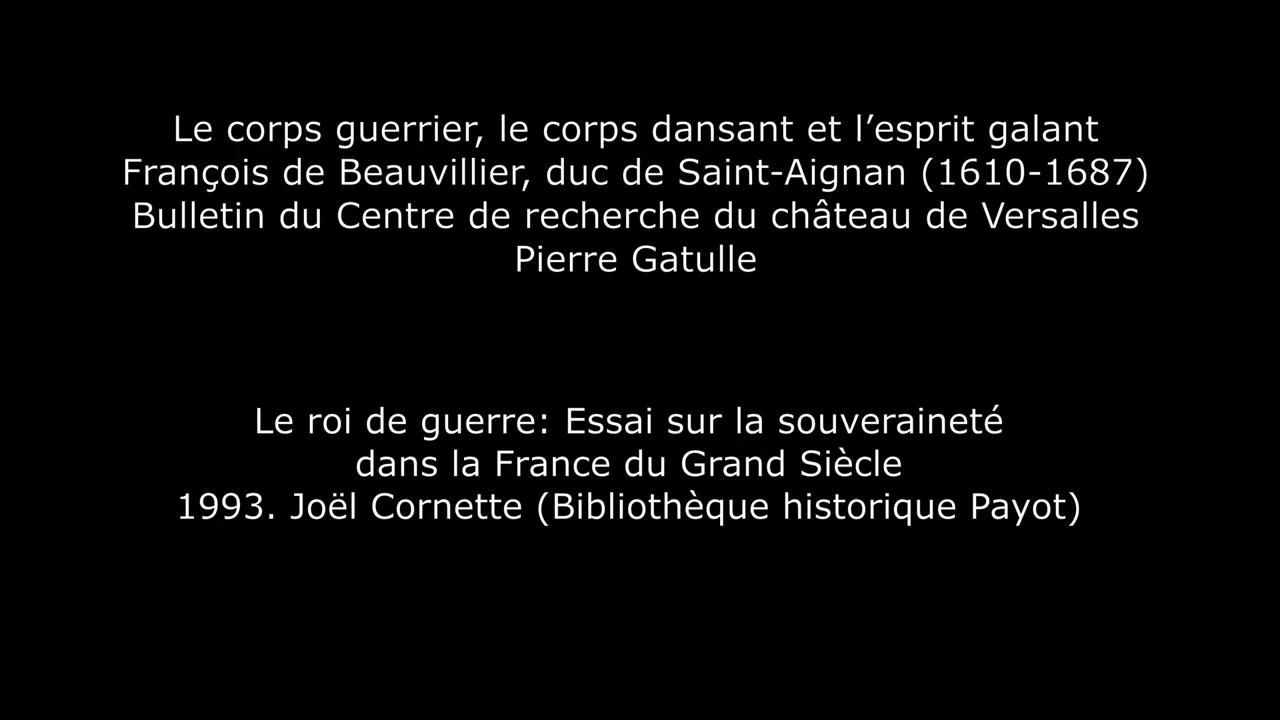 Le corps guerrier, le corps dansant et l’esprit galant
François de Beauvillier, duc de Saint-Aignan (1610-1687)
Bulletin du Centre de recherche du château de Versalles
Pierre Gatulle
Le roi de guerre: Essai sur la souveraineté
dans la France du Grand Siècle
1993. Joël Cornette (Bibliothèque historique Payot)